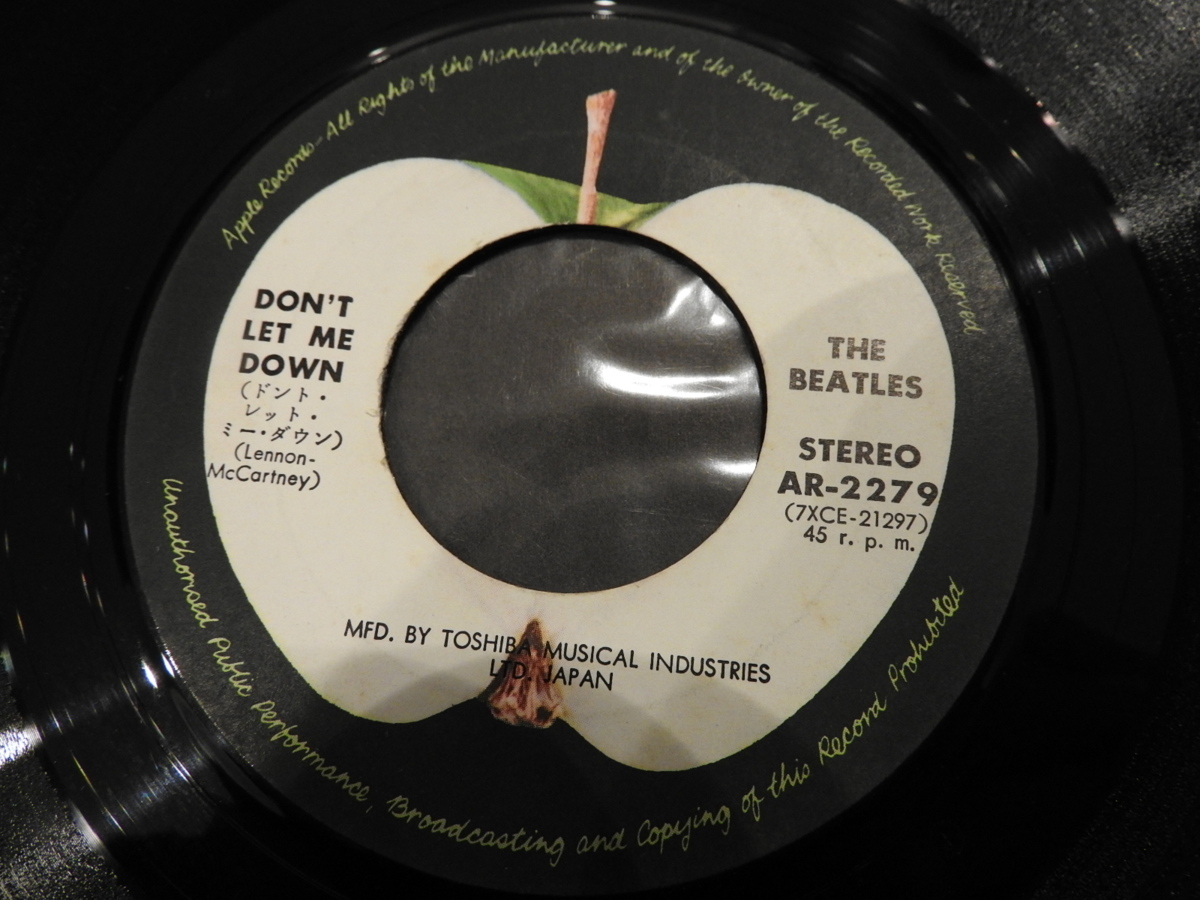 Apple Records–All Rights of the Manufacturer and of the Owner of the Recorded Work Reserved
DON'T
LET ME
DOWN
(ドント・
レット・
ミー・ダウン)
(Lennon-
McCartney)
THE
BEATLES
STEREO
AR-2279
(7XCE-21297)
45 r. p. m.
MFD. BY TOSHIBA MUSICAL INDUSTRIES
LTD. JAPAN
Unauthorised Public Performance, Broadcasting and Copying of this Record Prohibited